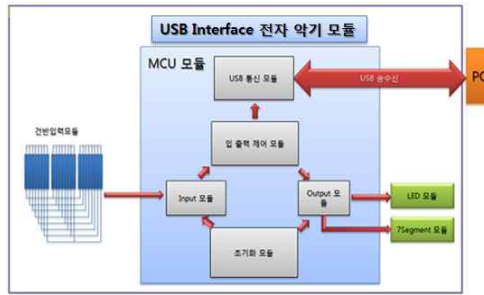 USB Interface 전자 악기 모듈
MCU 모듈
USB 통신 모듈
USB 송수신
PC
건반입력모듈
입 출력 제어 모듈
Input 모듈
Output 모
듈
LED 모듈
7Segment 모듈
초기화 모듈